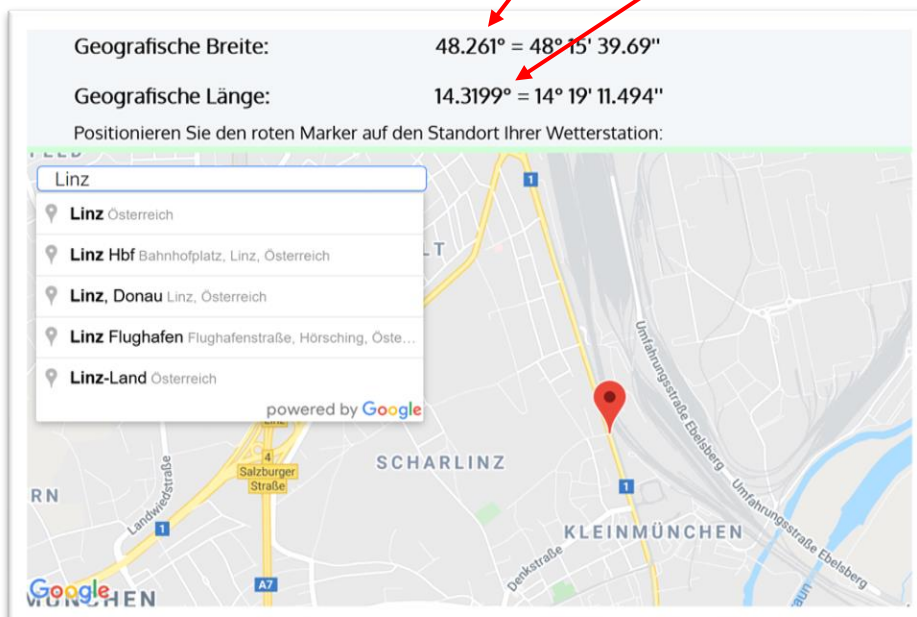 Geografische Breite: 48.261° = 48° 15' 39.69"
Geografische Länge: 14.3199° = 14° 19' 11.494"
Positionieren Sie den roten Marker auf den Standort Ihrer Wetterstation:
Linz
1
Linz Österreich
LT
Linz Hbf Bahnhofplatz, Linz, Österreich
Linz, Donau Linz, Österreich
Linz Flughafen Flughafenstraße, Hörsching, Öste...
Linz-Land Österreich
powered by Google
Umfahrungsstraße Ebelsberg
4
Salzburger
Straße
SCHARLINZ
RN
Landwiedstraße
1
1
Umfahrungsstraße Ebelsberg
KLEINMÜNCHEN
Denkstraße
A7
Google